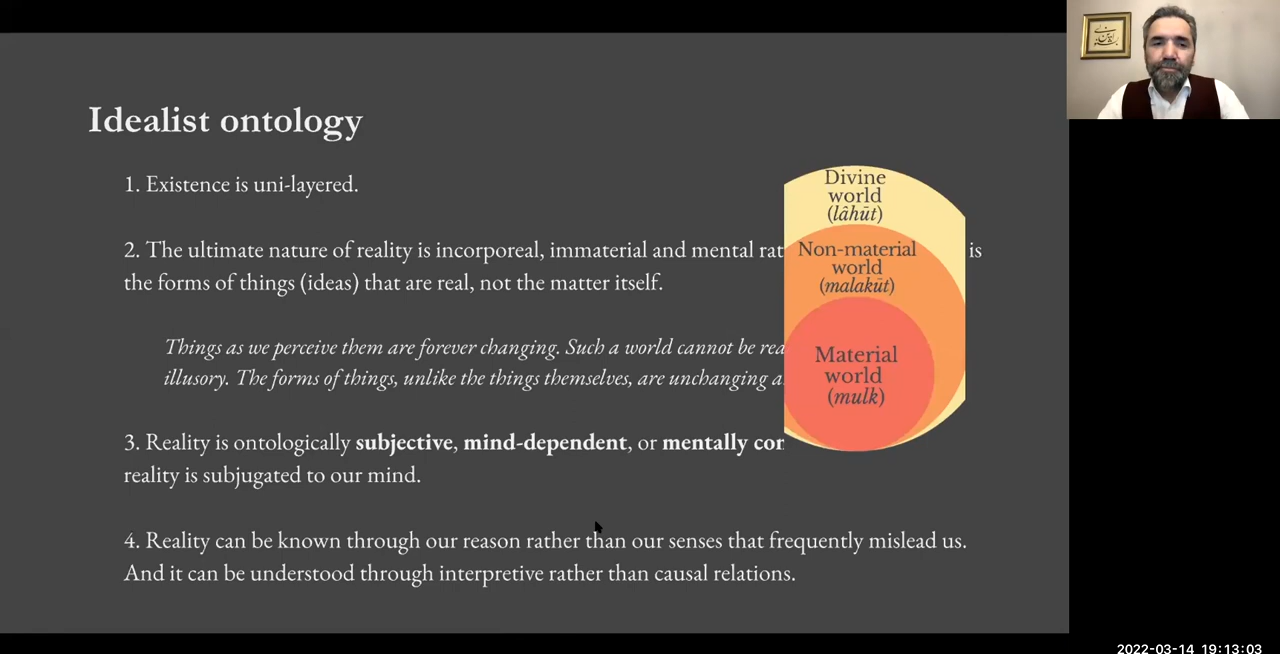 Idealist ontology
1. Existence is uni-layered.
2. The ultimate nature of reality is incorporeal, immaterial and mental rat is
the forms of things (ideas) that are real, not the matter itself.
Things as we perceive them are forever changing. Such a world cannot be rea
illusory. The forms of things, unlike the things themselves, are unchanging a
3. Reality is ontologically subjective, mind-dependent, or mentally con
reality is subjugated to our mind.
4. Reality can be known through our reason rather than our senses that frequently mislead us.
And it can be understood through interpretive rather than causal relations.
Divine
world
(lâhūt)
Non-material
world
(malakūt)
Material
world
(mulk)
2022-03-14 19:13:03